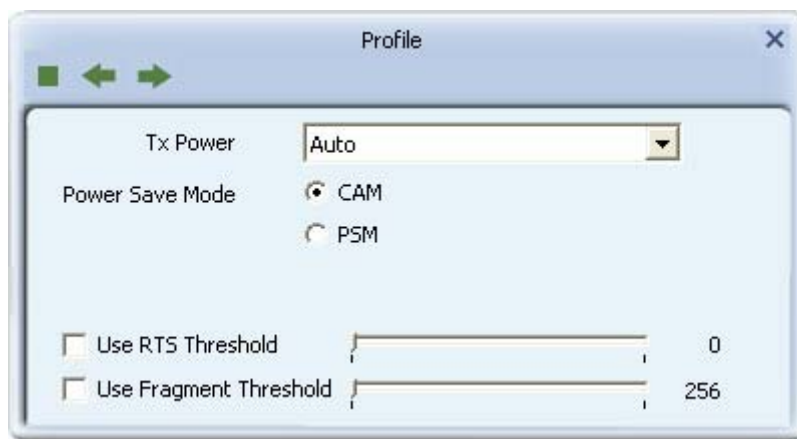 Profile
Tx Power Auto
Power Save Mode CAM
PSM
Use RTS Threshold 0
Use Fragment Threshold 256